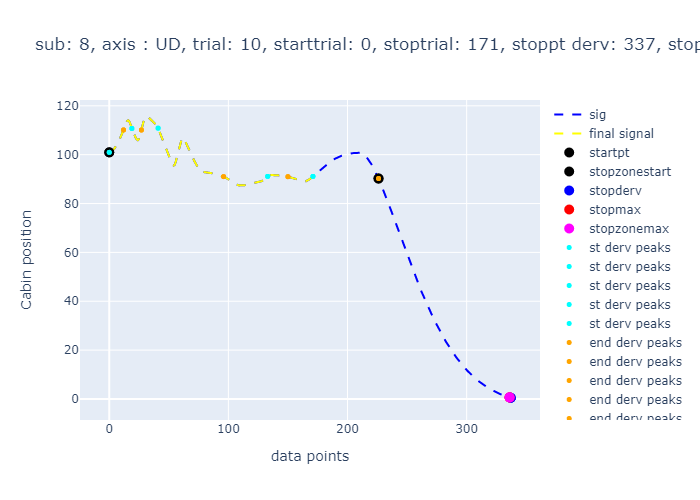 sub: 8, axis : UD, trial: 10, starttrial: 0, stoptrial: 171, stoppt derv: 337, stop
120
100
80
60
40
20
0
Cabin position
0
100
200
300
data points
sig
final signal
startpt
stopzonestart
stopderv
stopmax
stopzonemax
st derv peaks
st derv peaks
st derv peaks
st derv peaks
st derv peaks
end derv peaks
end derv peaks
end derv peaks
end derv peaks
end derv peaks